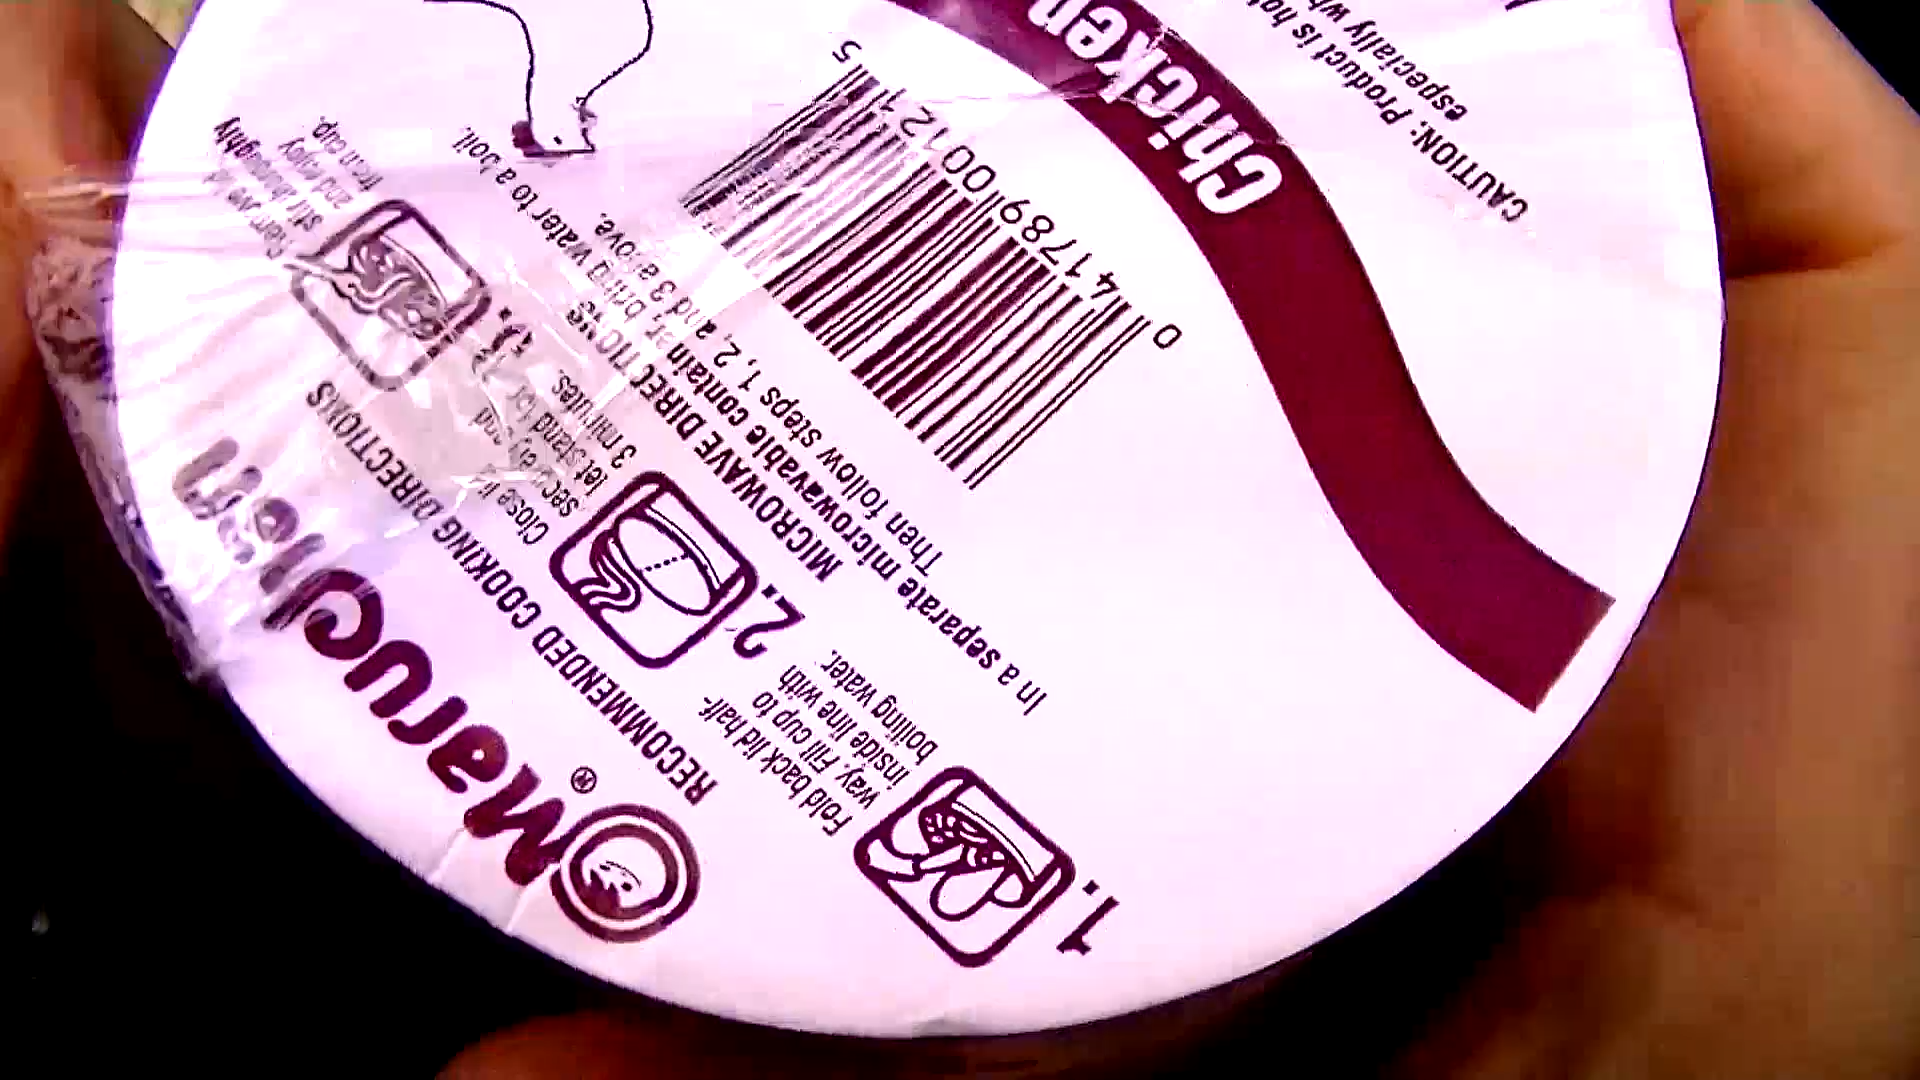 Maruchan
®
RECOMMENDED COOKING DIRECTIONS
1.
Fold back lid half-
way. Fill cup to
inside line with
boiling water.
2.
Close lid
securely and
let stand for
3 minutes.
3.
Remove lid,
stir thoroughly
and enjoy
from cup.
MICROWAVE DIRECTIONS
In a separate microwavable container, bring water to a boil.
Then follow steps 1, 2, and 3 above.
0 41789 00121 5
Chicken
CAUTION: Product is hot
especially wh